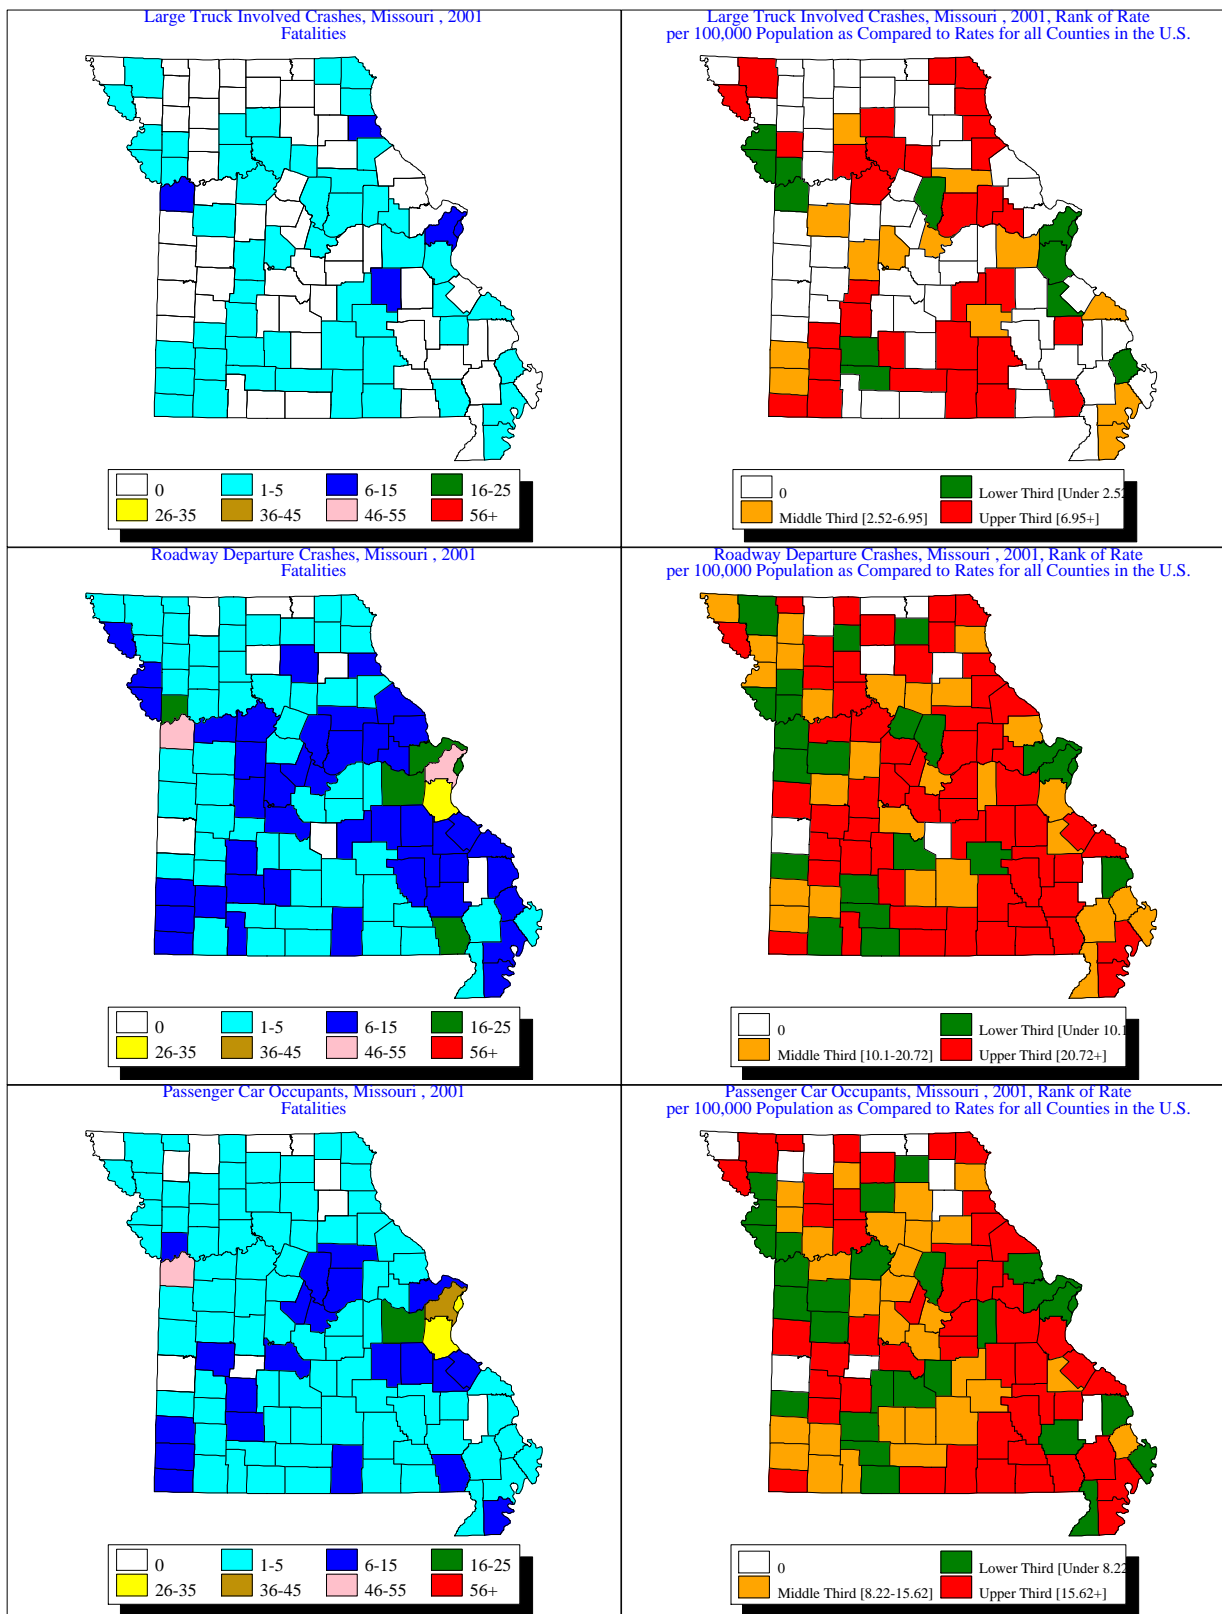 Large Truck Involved Crashes, Missouri , 2001
Fatalities
0
1-5
6-15
16-25
26-35
36-45
46-55
56+
Large Truck Involved Crashes, Missouri , 2001, Rank of Rate
per 100,000 Population as Compared to Rates for all Counties in the U.S.
0
Lower Third [Under 2.52
Middle Third [2.52-6.95]
Upper Third [6.95+]
Roadway Departure Crashes, Missouri , 2001
Fatalities
0
1-5
6-15
16-25
26-35
36-45
46-55
56+
Roadway Departure Crashes, Missouri , 2001, Rank of Rate
per 100,000 Population as Compared to Rates for all Counties in the U.S.
0
Lower Third [Under 10.1
Middle Third [10.1-20.72]
Upper Third [20.72+]
Passenger Car Occupants, Missouri , 2001
Fatalities
0
1-5
6-15
16-25
26-35
36-45
46-55
56+
Passenger Car Occupants, Missouri , 2001, Rank of Rate
per 100,000 Population as Compared to Rates for all Counties in the U.S.
0
Lower Third [Under 8.22
Middle Third [8.22-15.62]
Upper Third [15.62+]